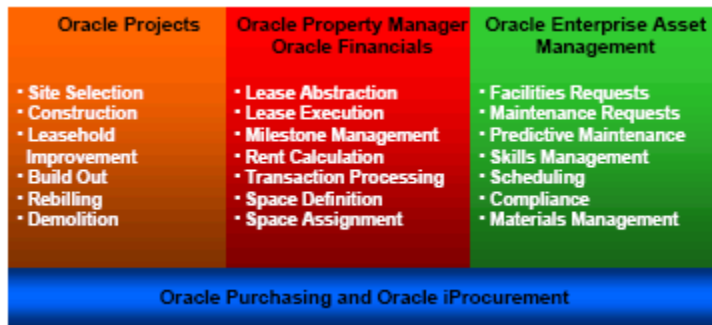 Oracle Projects
· Site Selection
· Construction
· Leasehold
Improvement
· Build Out
· Rebilling
· Demolition
Oracle Property Manager
Oracle Financials
· Lease Abstraction
· Lease Execution
· Milestone Management
· Rent Calculation
· Transaction Processing
· Space Definition
· Space Assignment
Oracle Enterprise Asset
Management
· Facilities Requests
· Maintenance Requests
· Predictive Maintenance
· Skills Management
· Scheduling
· Compliance
· Materials Management
Oracle Purchasing and Oracle iProcurement